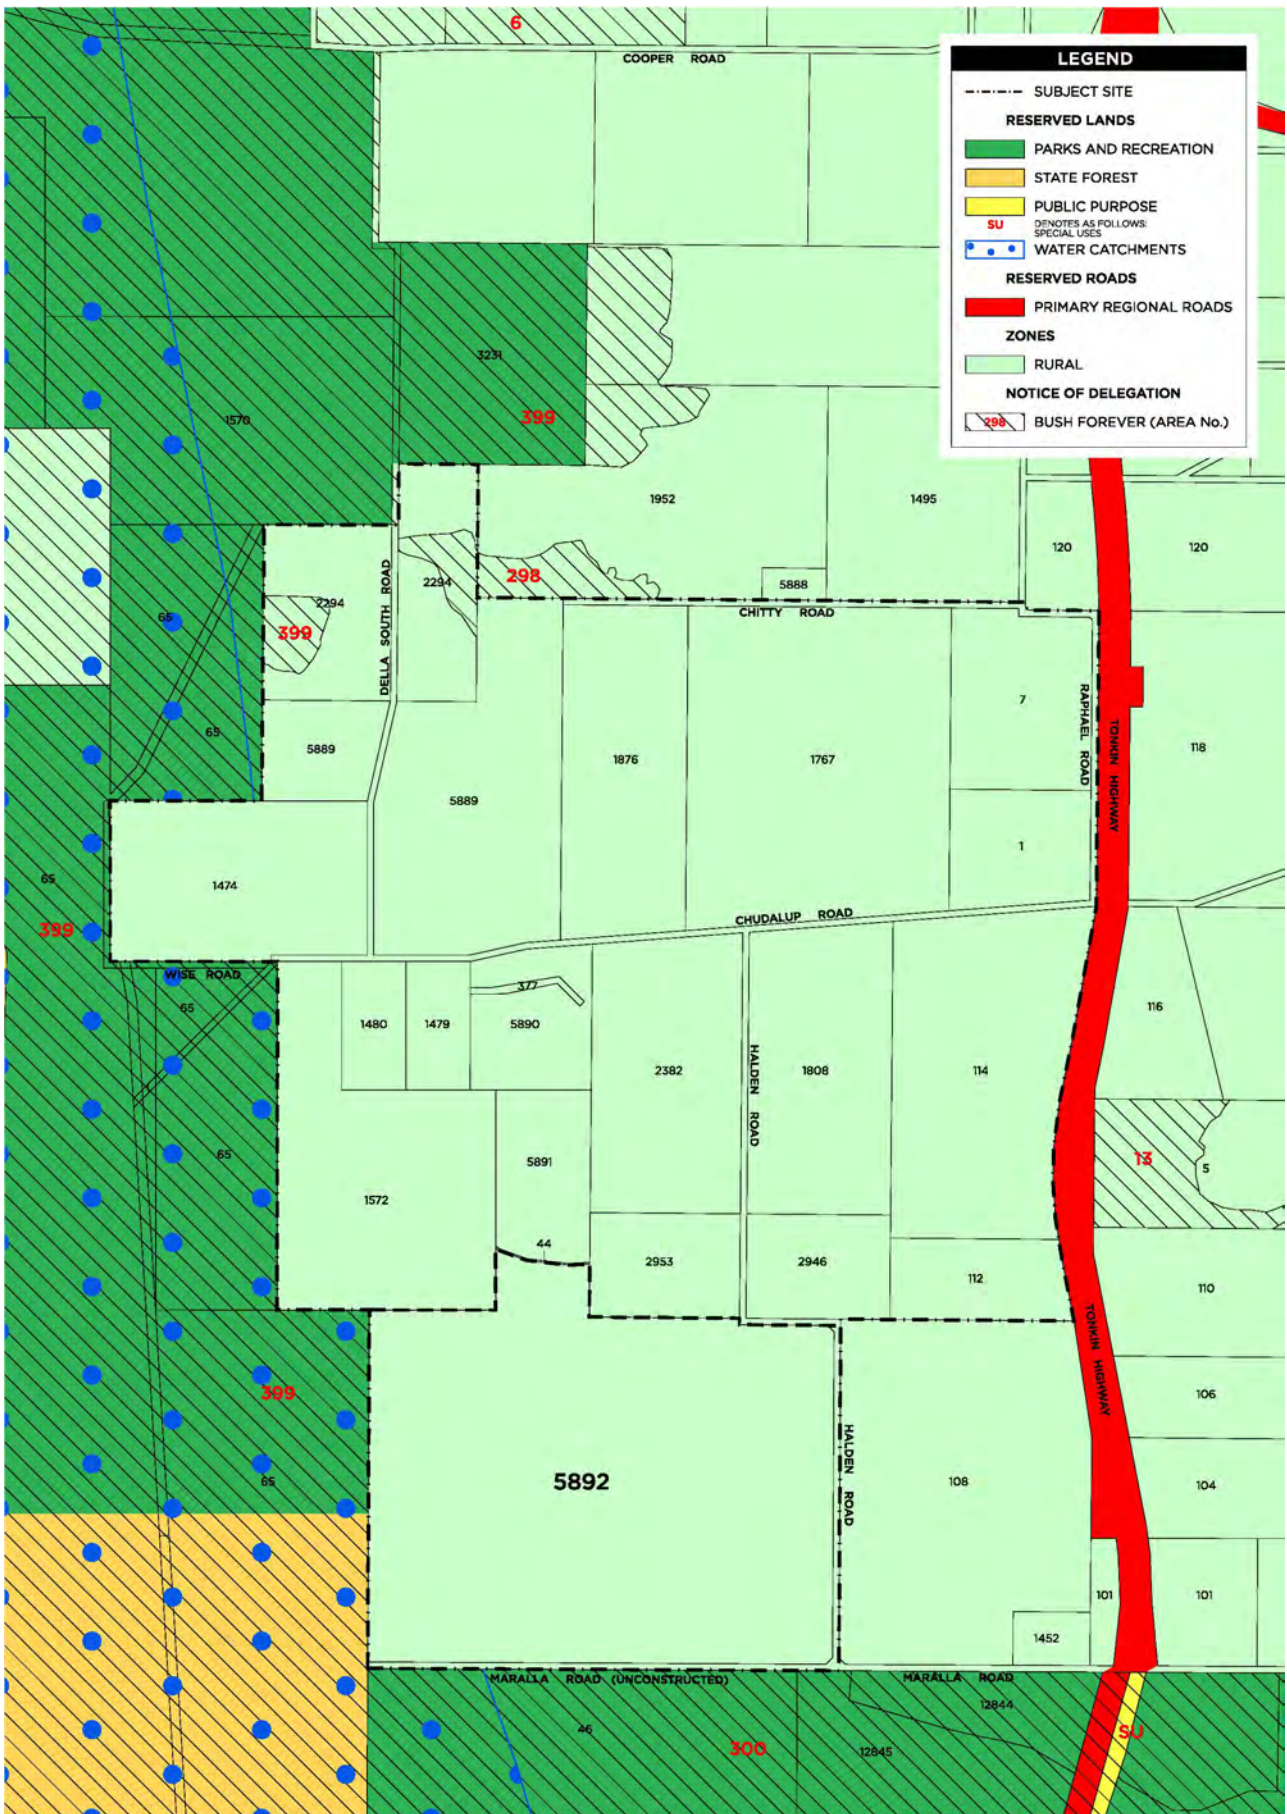 6
COOPER ROAD
LEGEND
SUBJECT SITE
RESERVED LANDS
PARKS AND RECREATION
STATE FOREST
PUBLIC PURPOSE
SU DENOTES AS FOLLOWS:
SPECIAL USES
WATER CATCHMENTS
RESERVED ROADS
PRIMARY REGIONAL ROADS
ZONES
RURAL
NOTICE OF DELEGATION
298 BUSH FOREVER (AREA No.)
3231
399
1570
1952
1495
120
120
298
2294
2294
5888
CHITTY ROAD
65
399
DELLA SOUTH ROAD
7
RAPHAEL ROAD
TONKIN HIGHWAY
118
65
5889
1876
1767
5889
1
65
1474
CHUDALUP ROAD
399
WISE ROAD
65
377
1480
1479
5890
116
2382
HALDEN ROAD
1808
114
65
5891
13
5
1572
44
2953
2946
112
110
TONKIN HIGHWAY
399
106
65
5892
HALDEN ROAD
108
104
101
101
1452
MARALLA ROAD (UNCONSTRUCTED)
MARALLA ROAD
12844
46
300
12845
SU